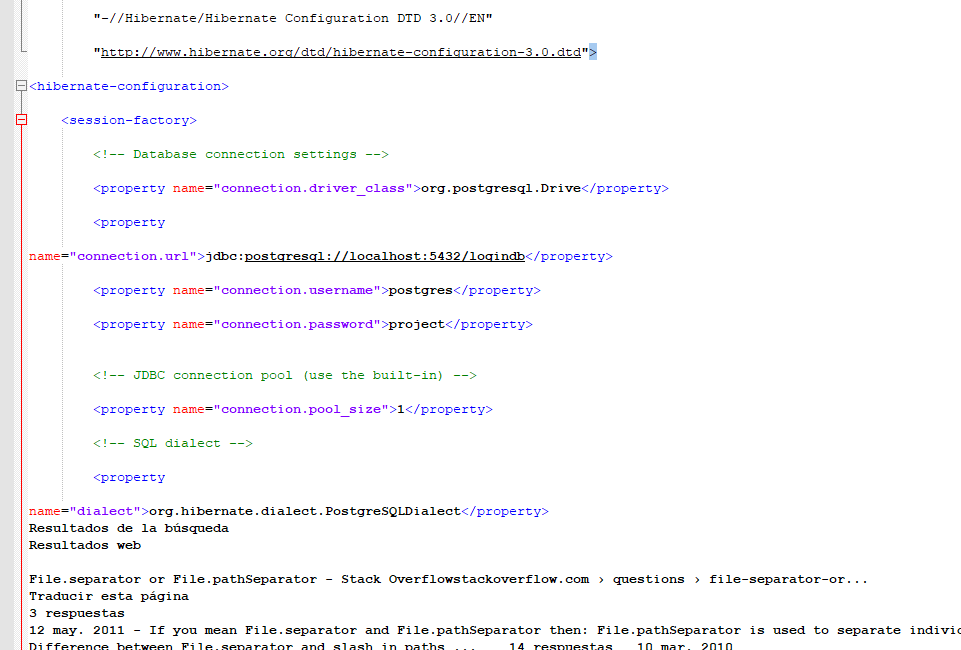 "-//Hibernate/Hibernate Configuration DTD 3.0//EN"
"http://www.hibernate.org/dtd/hibernate-configuration-3.0.dtd">
<hibernate-configuration>
<session-factory>
<!-- Database connection settings -->
<property name="connection.driver_class">org.postgresql.Drive</property>
<property
name="connection.url">jdbc:postgresql://localhost:5432/logindb</property>
<property name="connection.username">postgres</property>
<property name="connection.password">project</property>
<!-- JDBC connection pool (use the built-in) -->
<property name="connection.pool_size">1</property>
<!-- SQL dialect -->
<property
name="dialect">org.hibernate.dialect.PostgreSQLDialect</property>
Resultados de la búsqueda
Resultados web
File.separator or File.pathSeparator - Stack Overflowstackoverflow.com › questions › file-separator-or...
Traducir esta página
3 respuestas
12 may. 2011 - If you mean File.separator and File.pathSeparator then: File.pathSeparator is used to separate
Difference between File.separator and slash in paths ... 14 respuestas 10 mar. 2010